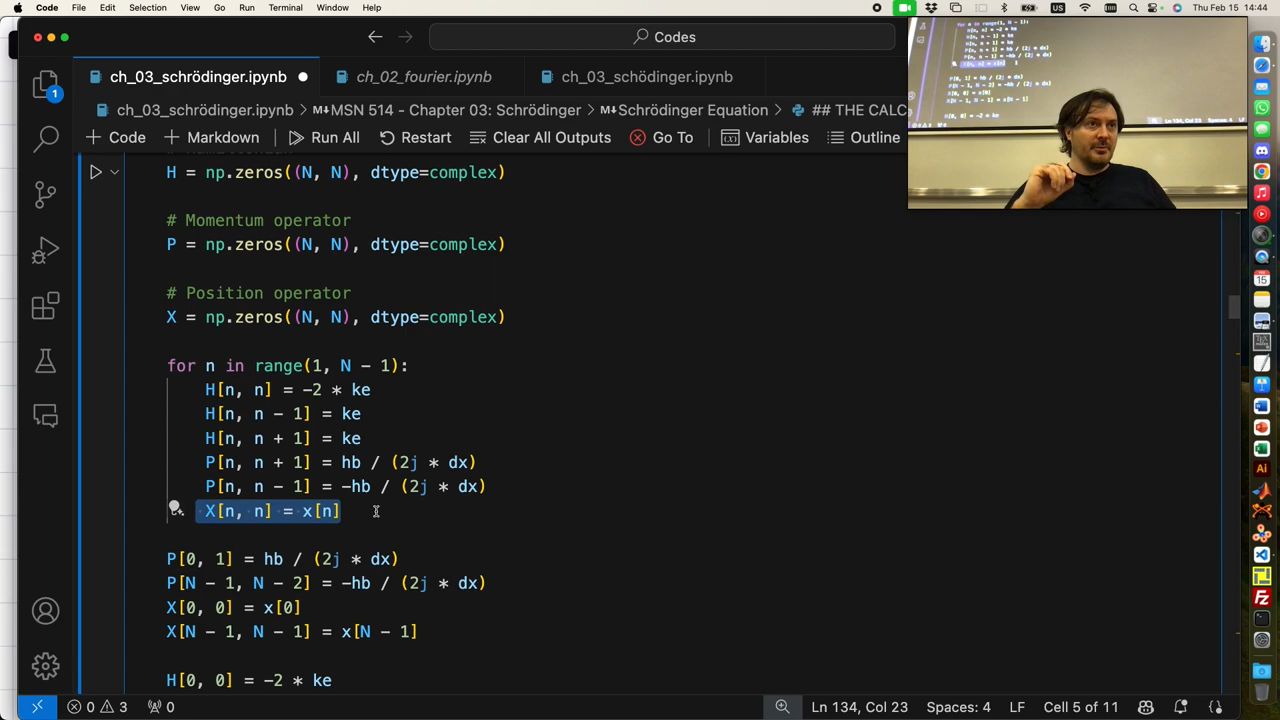 Code File Edit Selection View Go Run Terminal Window Help
US
Thu Feb 15 14:44
Codes
ch_03_schrödinger.ipynb
ch_02_fourier.ipynb
ch_03_schrödinger.ipynb
ch_03_schrödinger.ipynb > MSN 514 - Chapter 03: Schrödinger > Schrödinger Equation > ## THE CALC
+ Code + Markdown Run All Restart Clear All Outputs Go To Variables Outline
H = np.zeros((N, N), dtype=complex)
# Momentum operator
P = np.zeros((N, N), dtype=complex)
# Position operator
X = np.zeros((N, N), dtype=complex)
for n in range(1, N - 1):
H[n, n] = -2 * ke
H[n, n - 1] = ke
H[n, n + 1] = ke
P[n, n + 1] = hb / (2j * dx)
P[n, n - 1] = -hb / (2j * dx)
X[n, n] = x[n]
P[0, 1] = hb / (2j * dx)
P[N - 1, N - 2] = -hb / (2j * dx)
X[0, 0] = x[0]
X[N - 1, N - 1] = x[N - 1]
H[0, 0] = -2 * ke
0 3 0
Ln 134, Col 23 Spaces: 4 LF Cell 5 of 11